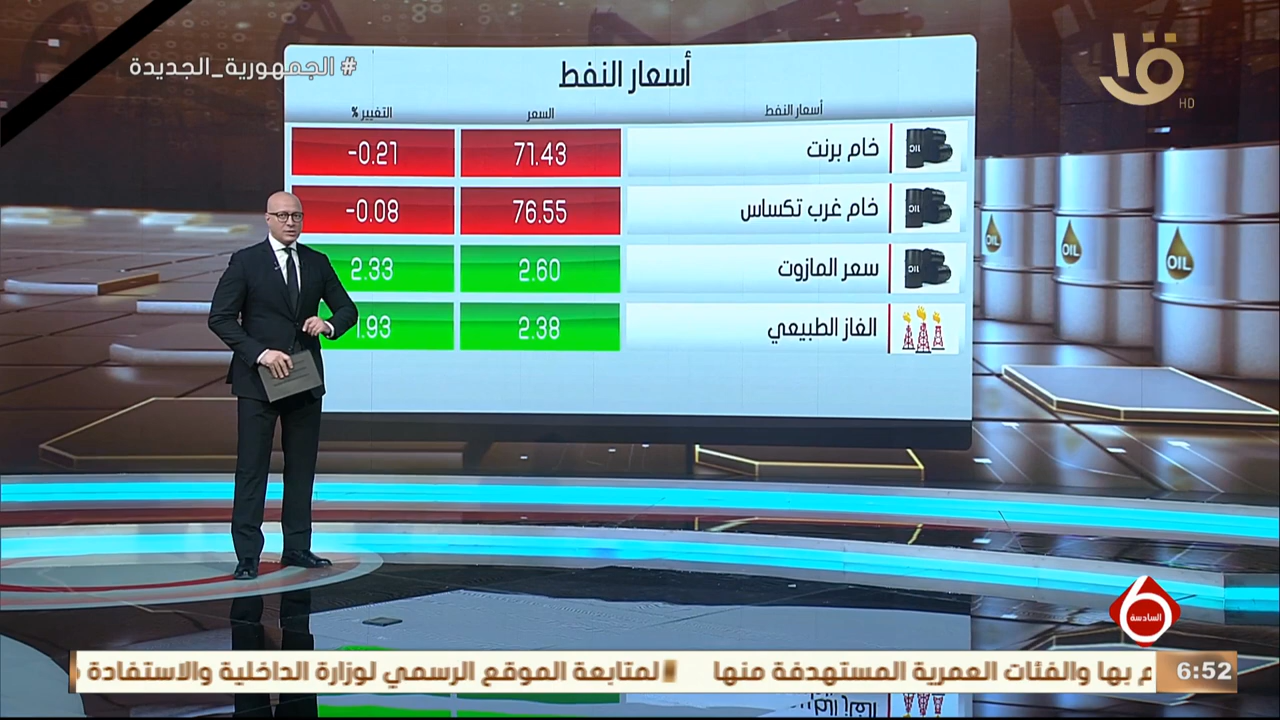 #الجمهورية_الجديدة
HD
أسعار النفط
أسعار النفط السعر التغيير %
خام برنت 71.43 -0.21
خام غرب تكساس 76.55 -0.08
سعر المازوت 2.60 2.33
الغاز الطبيعي 2.38 .93
OIL
OIL
OIL
6
السادسة
م بها والفئات العمرية المستهدفة منها لمتابعة الموقع الرسمي لوزارة الداخلية والاستفادة
6:52